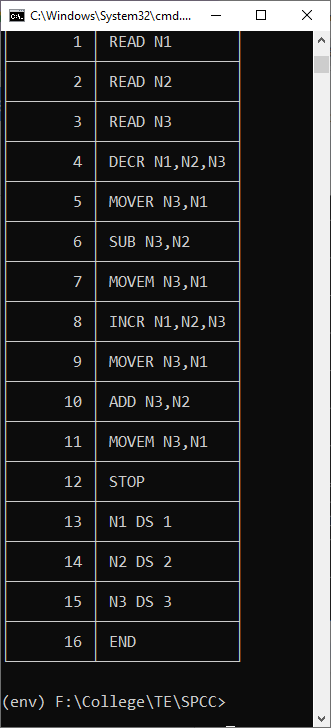 C:\Windows\System32\cmd....
1 READ N1
2 READ N2
3 READ N3
4 DECR N1,N2,N3
5 MOVER N3,N1
6 SUB N3,N2
7 MOVEM N3,N1
8 INCR N1,N2,N3
9 MOVER N3,N1
10 ADD N3,N2
11 MOVEM N3,N1
12 STOP
13 N1 DS 1
14 N2 DS 2
15 N3 DS 3
16 END
(env) F:\College\TE\SPCC>